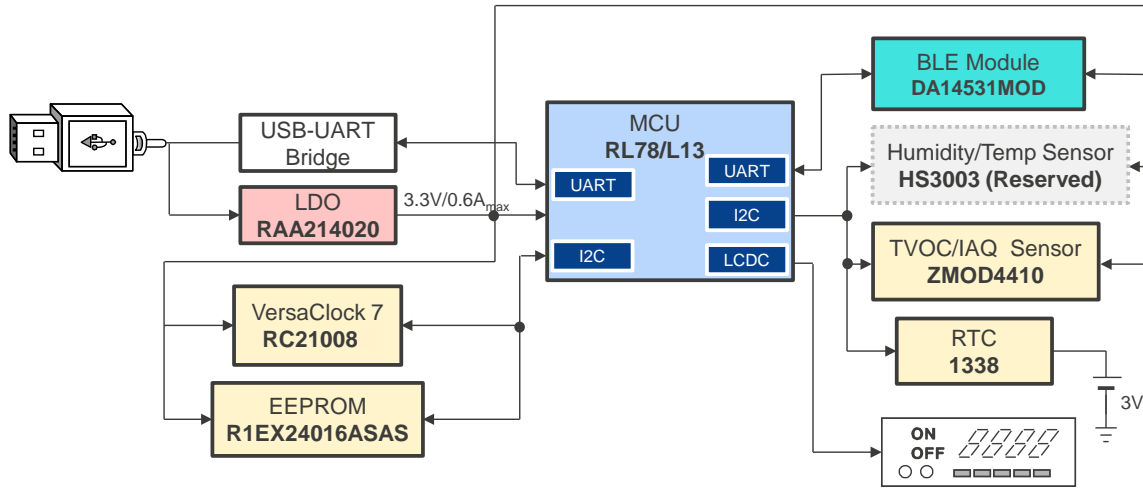 BLE Module
DA14531MOD
USB-UART
Bridge
MCU
RL78/L13
UART
UART
I2C
I2C
LCDC
Humidity/Temp Sensor
HS3003 (Reserved)
LDO
RAA214020
3.3V/0.6Amax
TVOC/IAQ Sensor
ZMOD4410
VersaClock 7
RC21008
RTC
1338
3V
EEPROM
R1EX24016ASAS
ON
OFF
8888